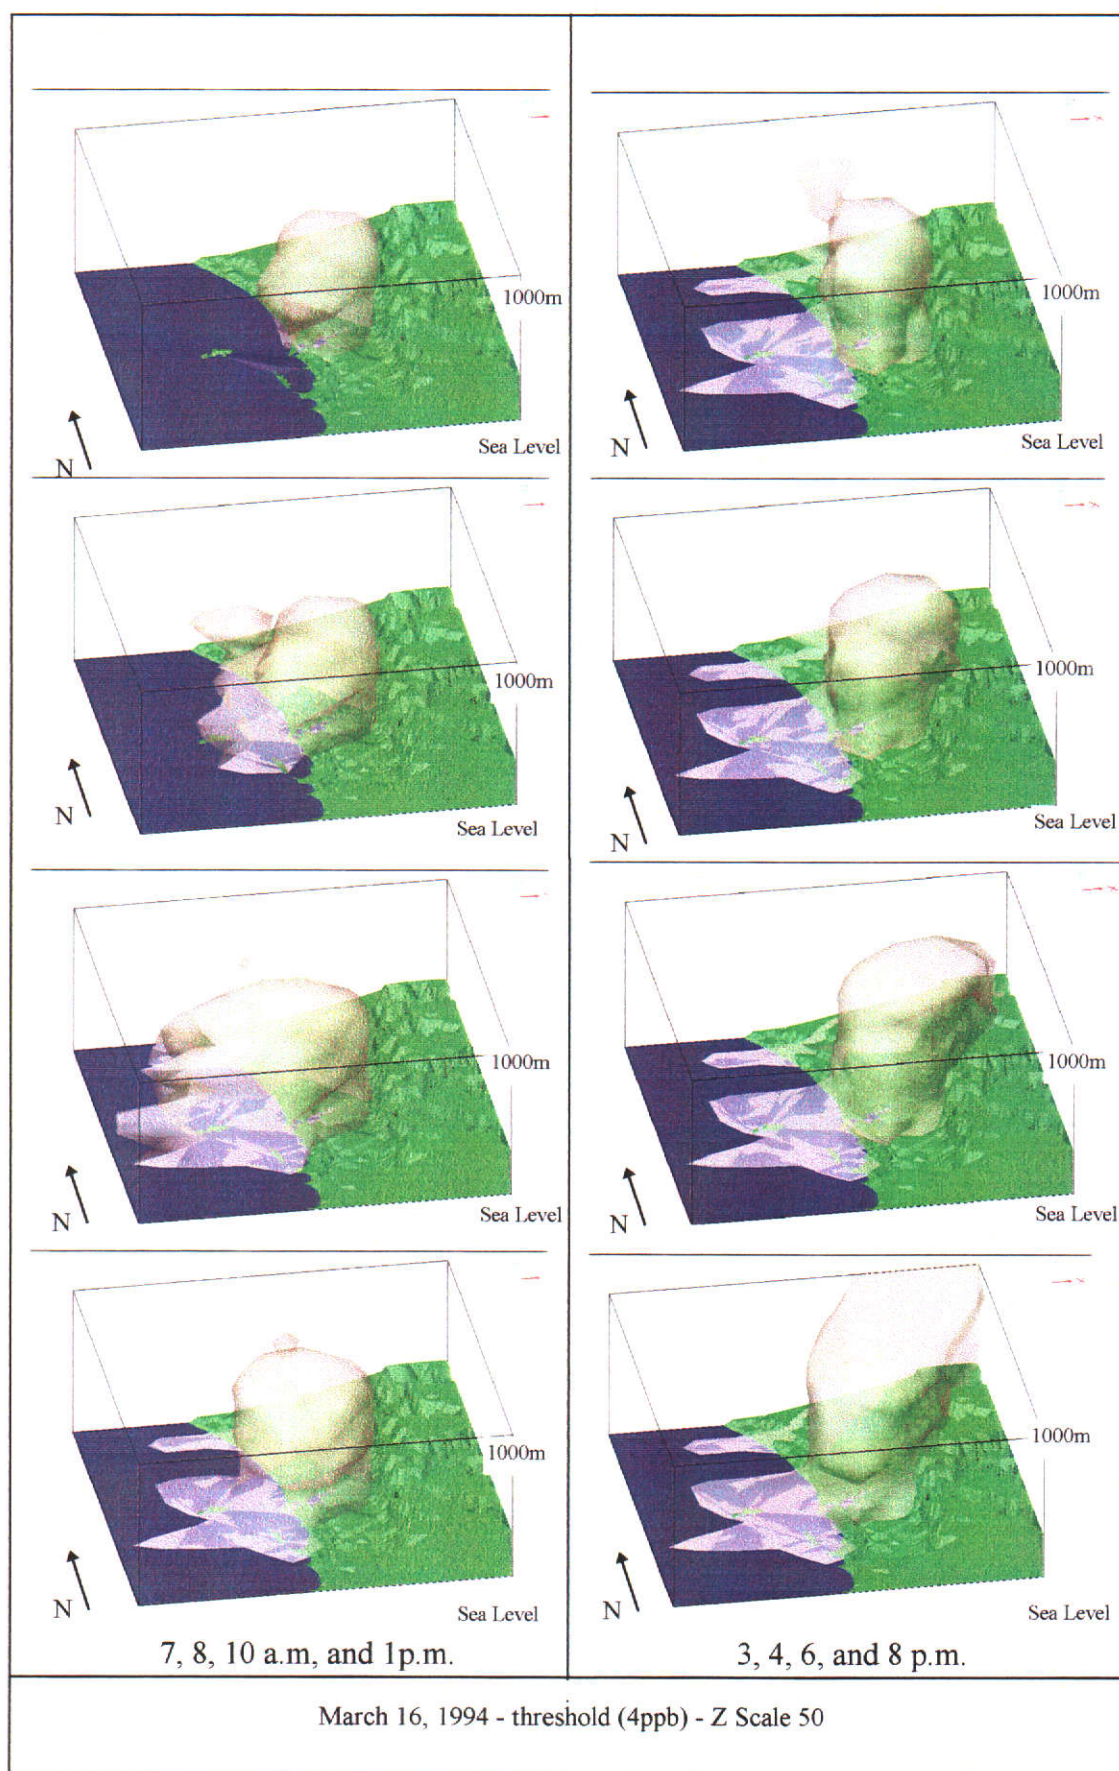 1000m
N
Sea Level
1000m
N
Sea Level
1000m
N
Sea Level
1000m
N
Sea Level
7, 8, 10 a.m, and 1p.m.
1000m
N
Sea Level
1000m
N
Sea Level
1000m
N
Sea Level
1000m
N
Sea Level
3, 4, 6, and 8 p.m.
March 16, 1994 - threshold (4ppb) - Z Scale 50